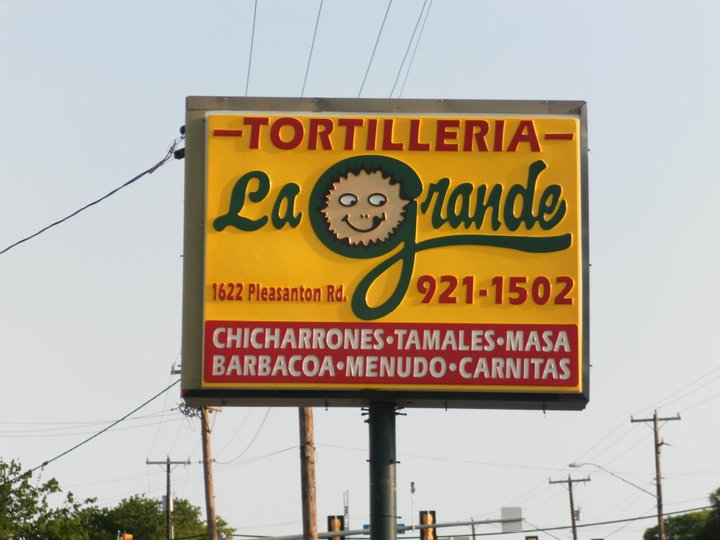 -TORTILLERIA-
La Grande
1622 Pleasanton Rd. 921-1502
CHICHARRONES•TAMALES•MASA
BARBACOA•MENUDO•CARNITAS